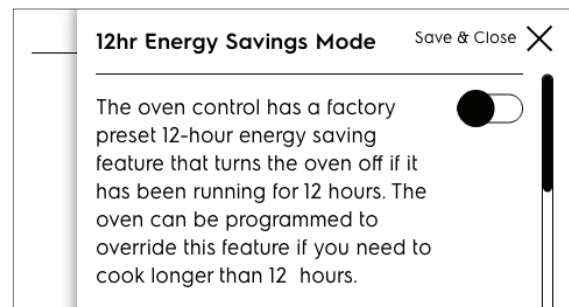 12hr Energy Savings Mode
Save & Close
The oven control has a factory
preset 12-hour energy saving
feature that turns the oven off if it
has been running for 12 hours. The
oven can be programmed to
override this feature if you need to
cook longer than 12  hours.